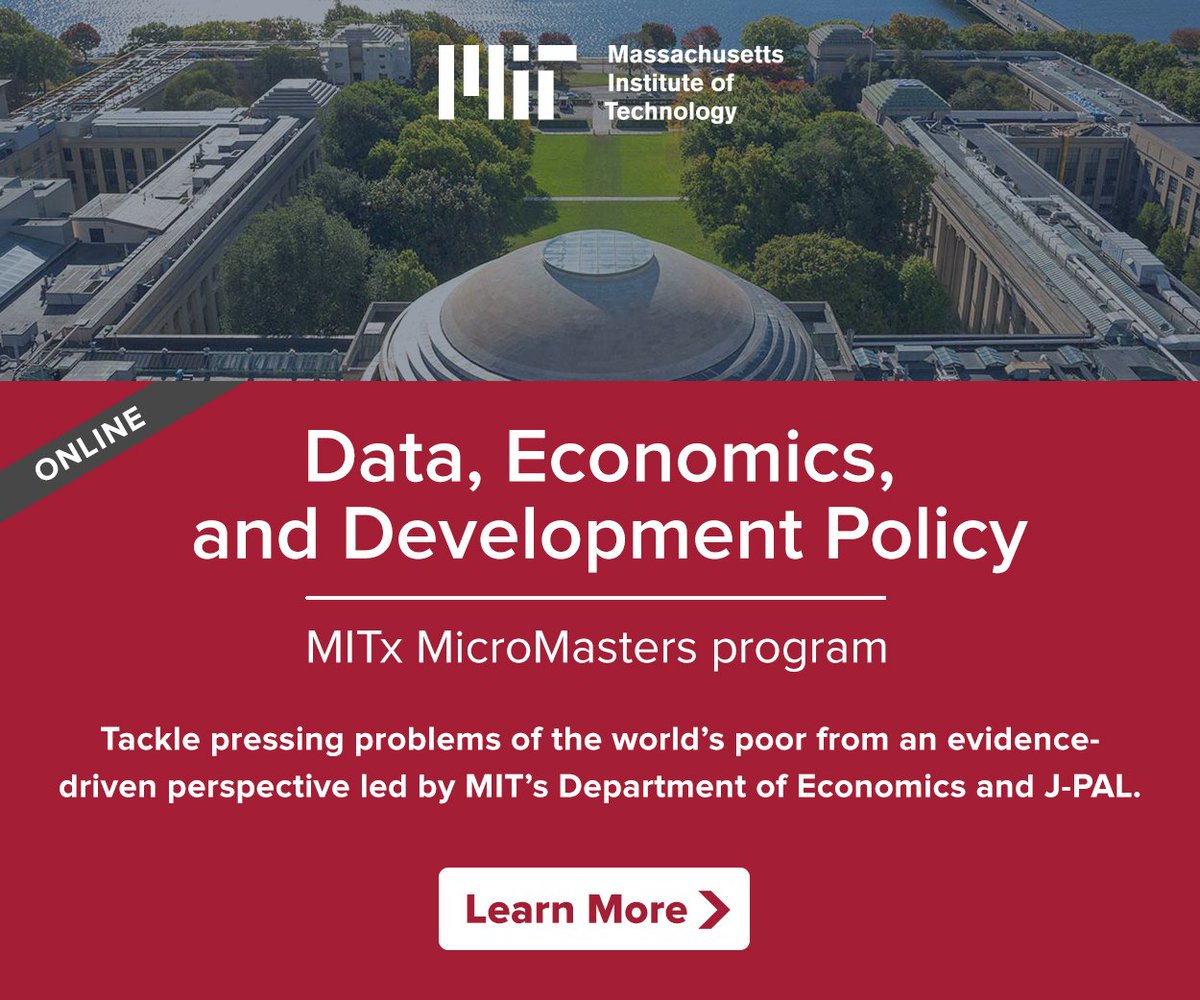 MIT
Massachusetts
Institute of
Technology
ONLINE
Data, Economics,
and Development Policy
MITx MicroMasters program
Tackle pressing problems of the world’s poor from an evidence-
driven perspective led by MIT’s Department of Economics and J-PAL.
Learn More